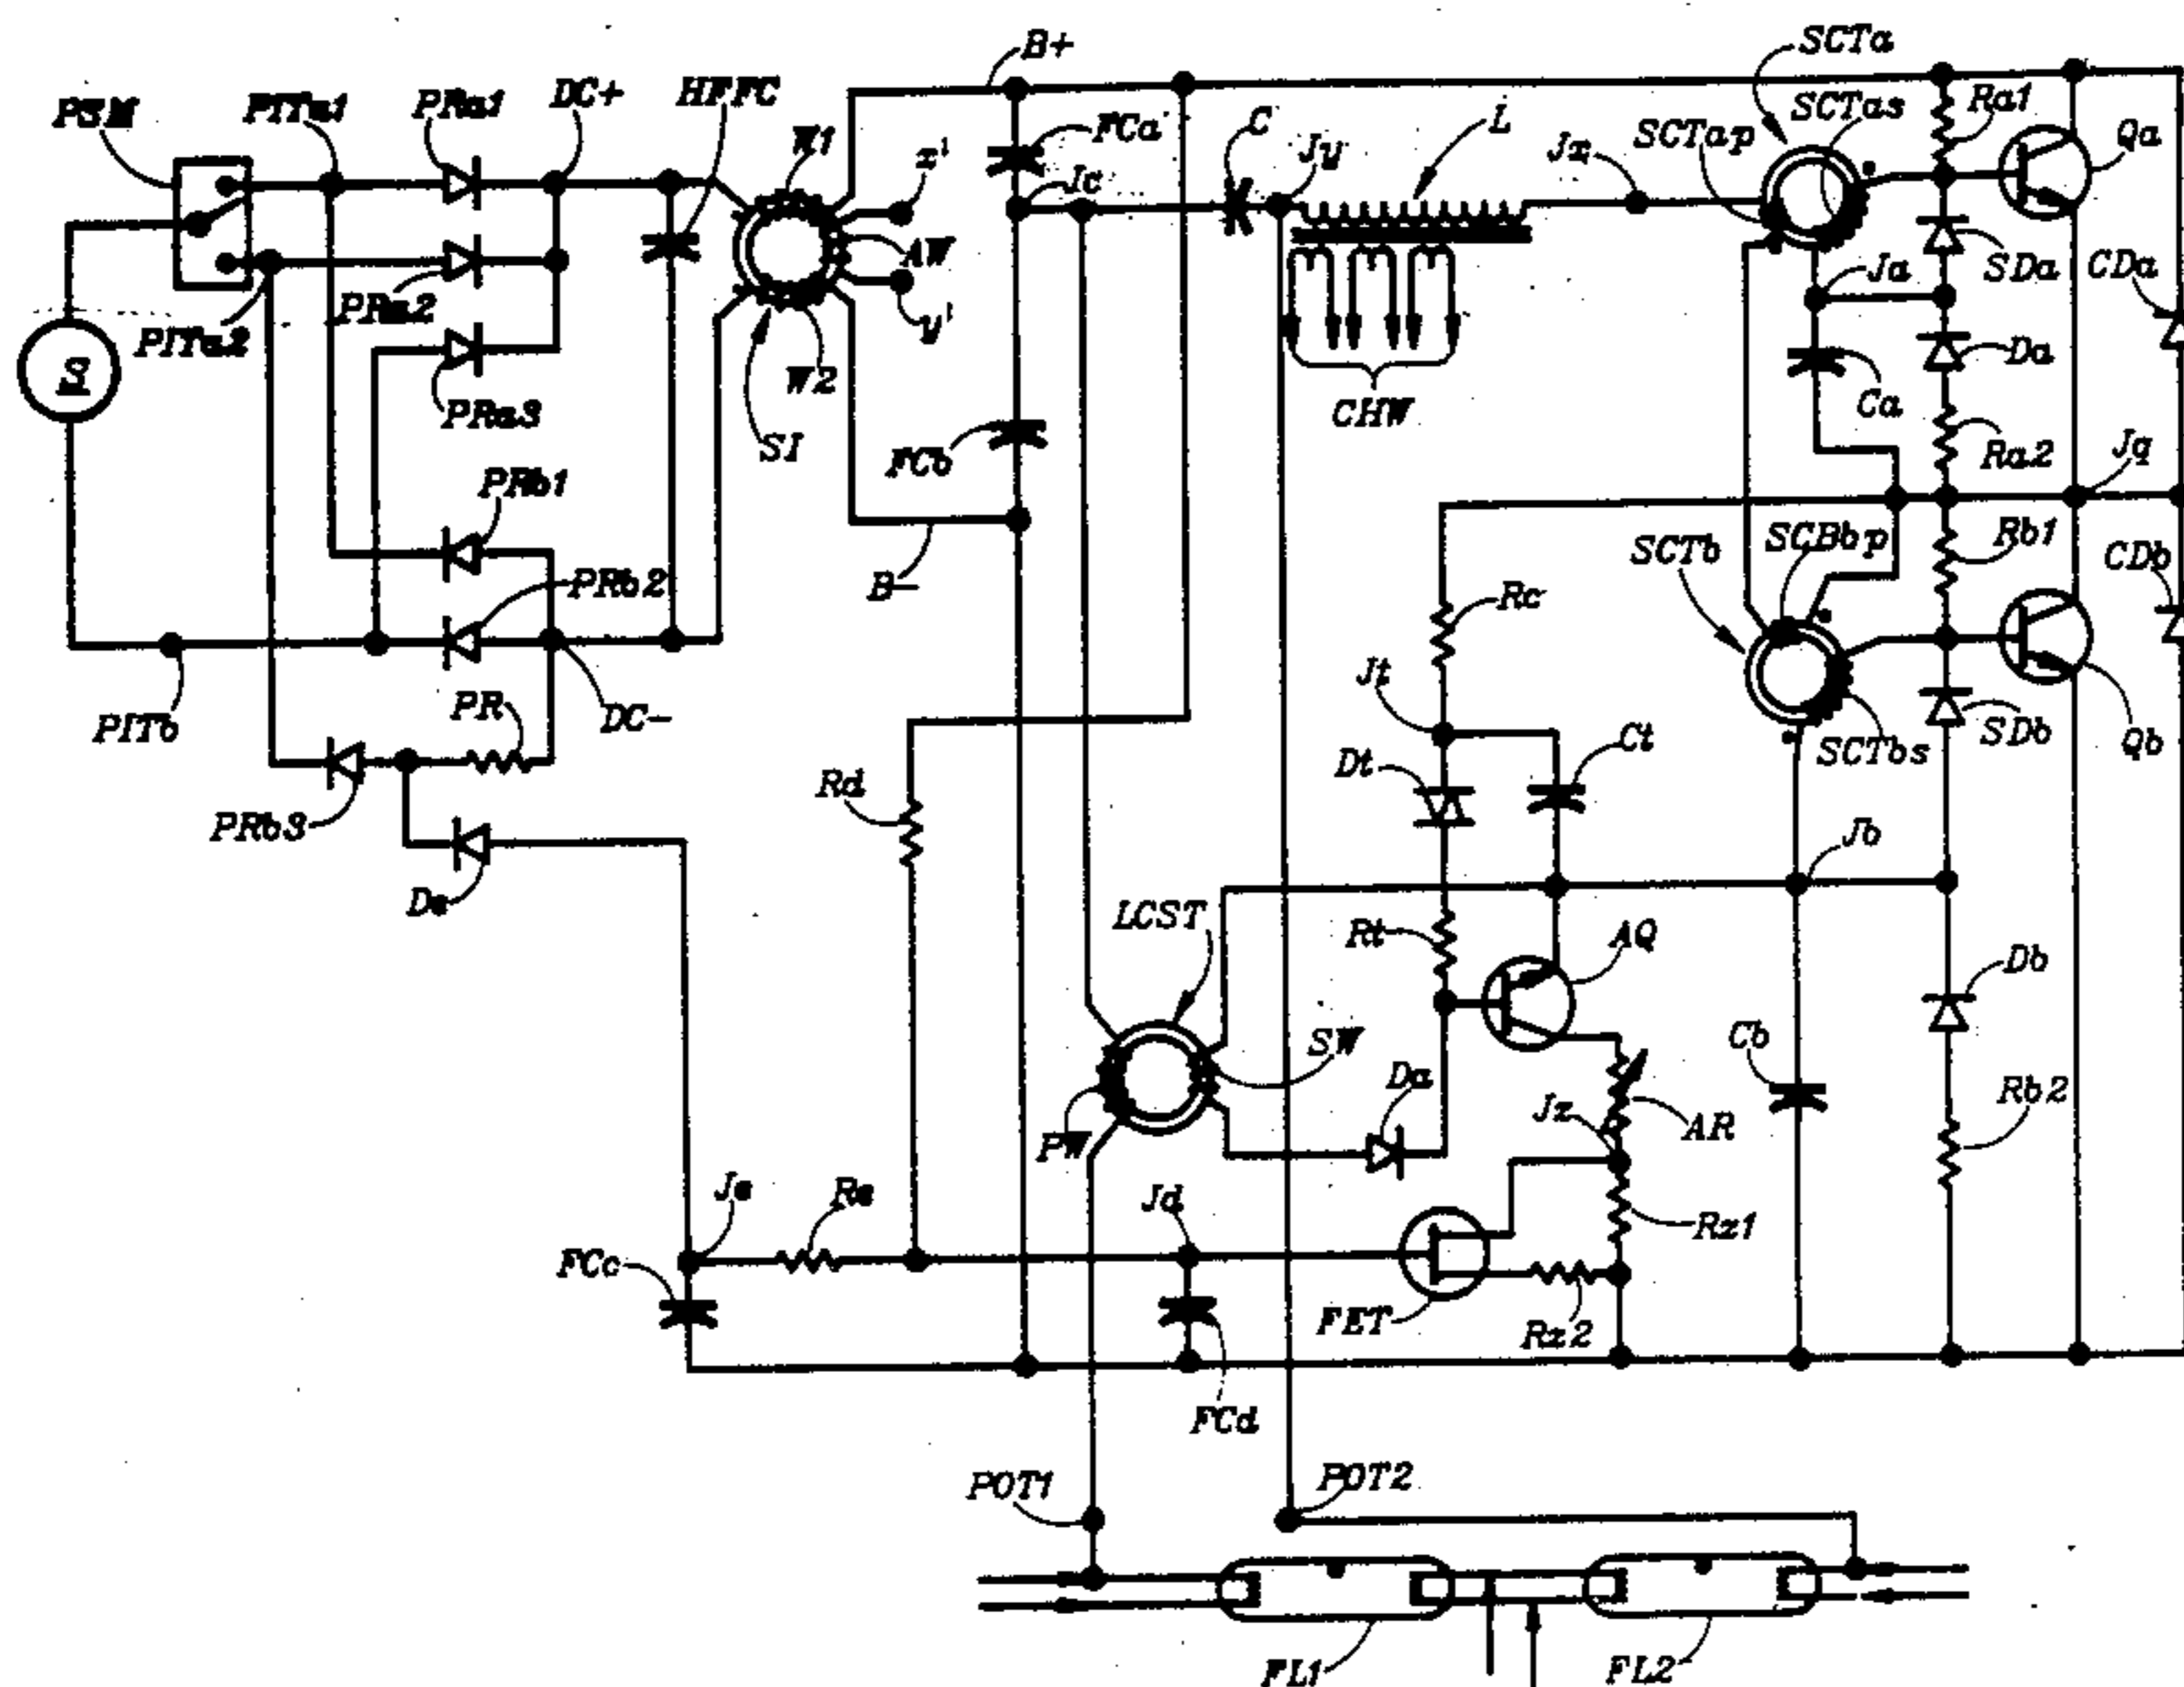 B+
SCTa
PSM
PITa1
PRa1
DC+
HFFC
SCTas
Ra1
FCa
C
L
SCTap
Qa
W1
x'
Jy
Jx
Jc
AW
SDa
CDa
Ja
PRa2
PITa2
y'
Da
S
W2
PRa3
SI
CHW
Ca
FCb
Ra2
Jq
PRb1
SCTb
SCBbp
Rb1
CDb
B-
PRb2
Rc
Jt
PITb
PR
DC-
SDb
Qb
Ct
SCTbs
Dt
Rd
PRb3
Jb
De
LCST
Rt
AQ
Db
SW
Da
Cb
Jz
AR
Rb2
PW
Je
Re
Jd
Rz1
FCc
FET
Rz2
FCd
POT1
POT2
FL1
FL2